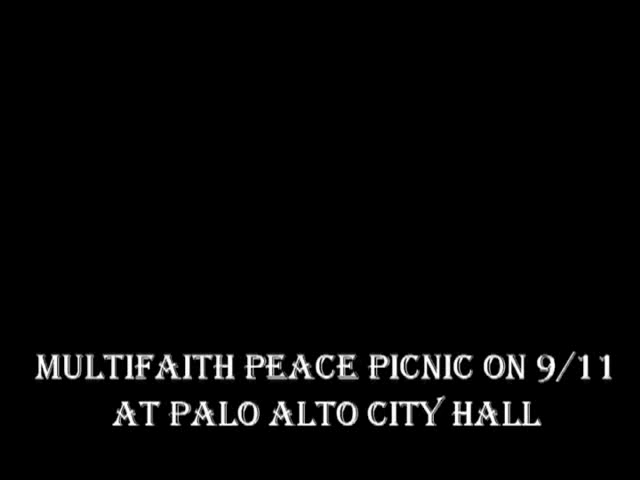 MULTIFAITH PEACE PICNIC ON 9/11
AT PALO ALTO CITY HALL